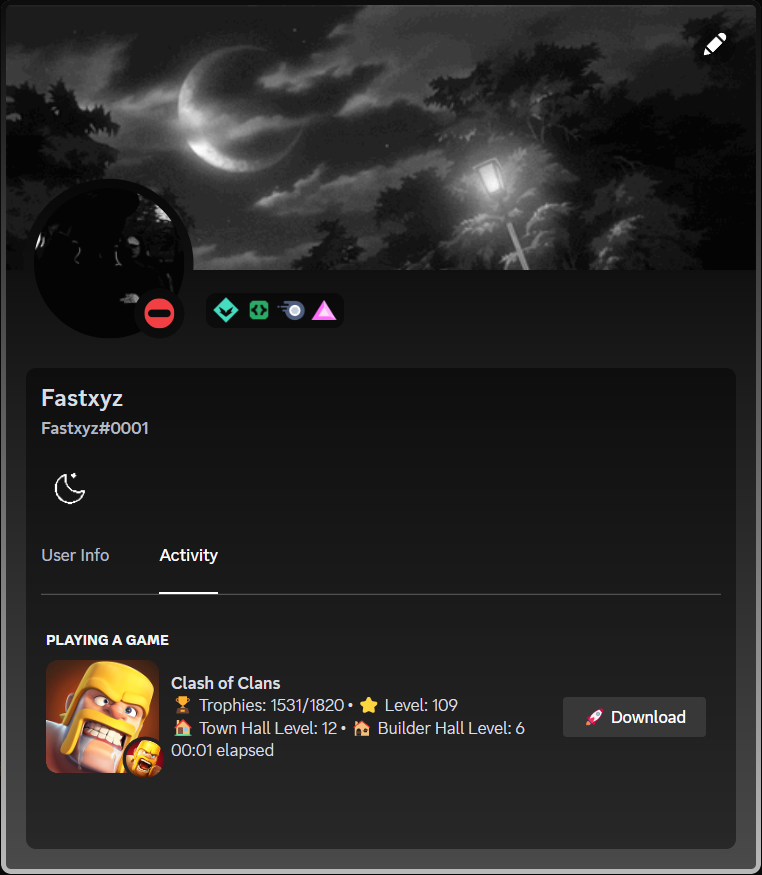 Fastxyz
Fastxyz#0001
User Info
Activity
PLAYING A GAME
Clash of Clans
🏆 Trophies: 1531/1820 • ⭐ Level: 109
🏠 Town Hall Level: 12 • 🏠 Builder Hall Level: 6
00:01 elapsed
🚀 Download